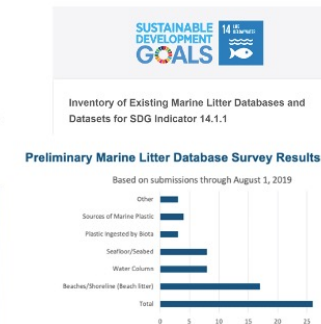 SUSTAINABLE
DEVELOPMENT
GOALS
14
Inventory of Existing Marine Litter Databases and
Datasets for SDG Indicator 14.1.1
Preliminary Marine Litter Database Survey Results
Based on submissions through August 1, 2019
Other
Sources of Marine Plastic
Plastic Ingested by Biota
Seafloor/Seabed
Water Column
Beaches/Shoreline (Beach litter)
Total
0 5 10 15 20 25